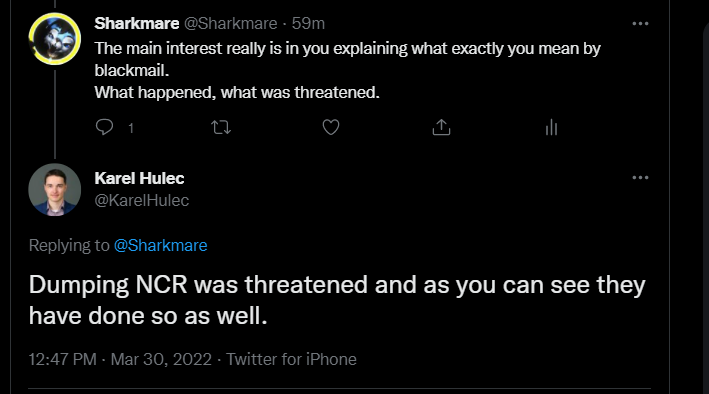 Sharkmare @Sharkmare · 59m
The main interest really is in you explaining what exactly you mean by
blackmail.
What happened, what was threatened.
1
Karel Hulec
@KarelHulec
Replying to @Sharkmare
Dumping NCR was threatened and as you can see they
have done so as well.
12:47 PM · Mar 30, 2022 · Twitter for iPhone